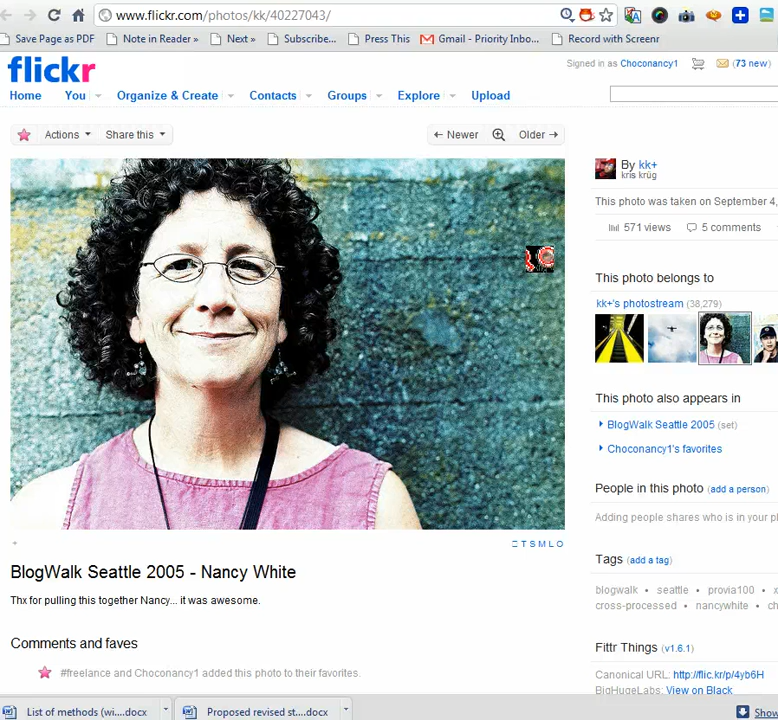 www.flickr.com/photos/kk/40227043/
Save Page as PDF
Note in Reader »
Next »
Subscribe...
Press This
Gmail - Priority Inbo...
Record with Screenr
flickr
Signed in as Choconancy1
(73 new)
Home
You
Organize & Create
Contacts
Groups
Explore
Upload
Actions
Share this
← Newer
Older →
By kk+
kris krüg
This photo was taken on September 4,
571 views
5 comments
This photo belongs to
kk+'s photostream (38,279)
This photo also appears in
BlogWalk Seattle 2005 (set)
Choconancy1's favorites
People in this photo (add a person)
Adding people shares who is in your
T S M L O
BlogWalk Seattle 2005 - Nancy White
Thx for pulling this together Nancy... it was awesome.
Tags (add a tag)
blogwalk • seattle • provia100 •
cross-processed • nancywhite •
Comments and faves
#freelance and Choconancy1 added this photo to their favorites.
Fittr Things (v1.6.1)
Canonical URL: http://flic.kr/p/4yb6H
BigHugeLabs: View on Black
List of methods (wi....docx
Proposed revised st....docx
Show